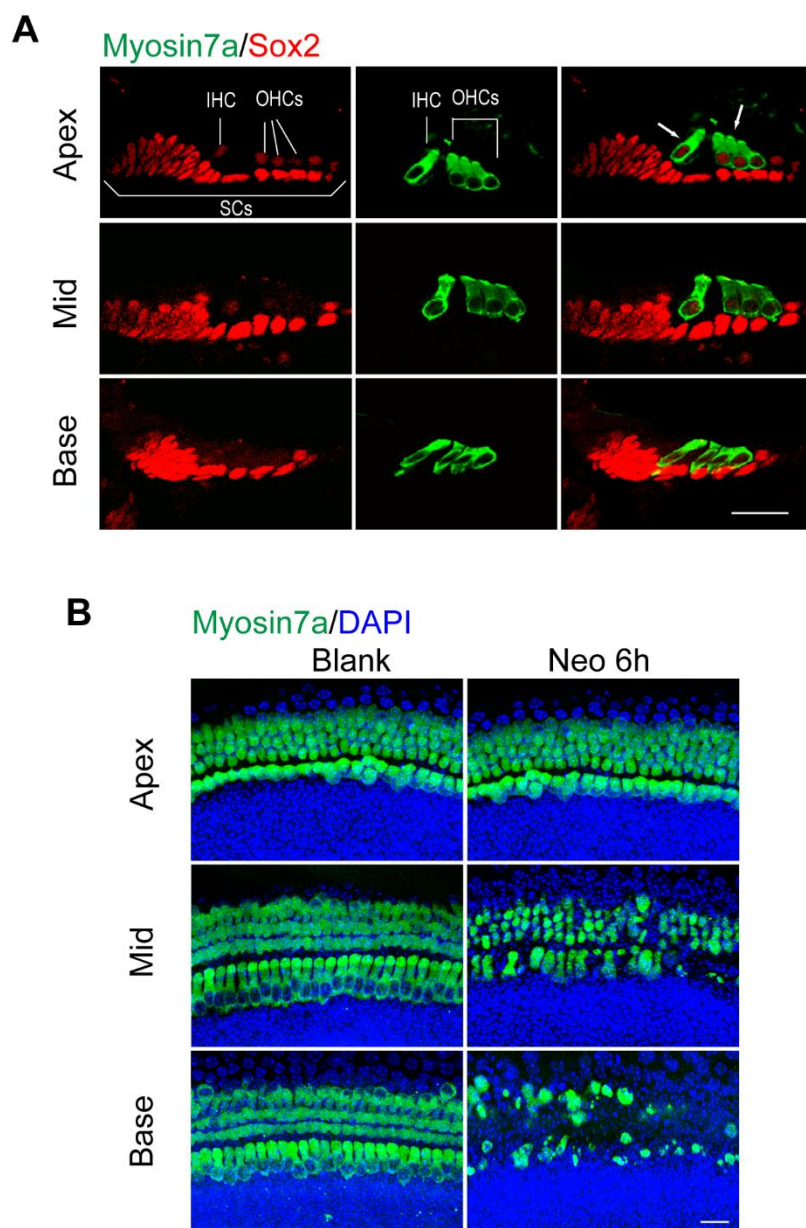 A
Myosin7a/Sox2
Apex
IHC OHCs
SCs
IHC OHCs
Mid
Base
B
Myosin7a/DAPI
Blank Neo 6h
Apex
Mid
Base